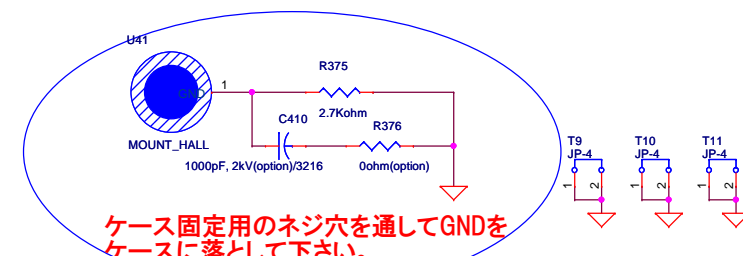 U41
GND
1
MOUNT_HALL
R375
2.7Kohm
C410
1000pF, 2kV(option)/3216
R376
0ohm(option)
T9
JP-4
1
2
T10
JP-4
1
2
T11
JP-4
1
2
ケース固定用のネジ穴を通してGNDを
ケースに落として下さい。